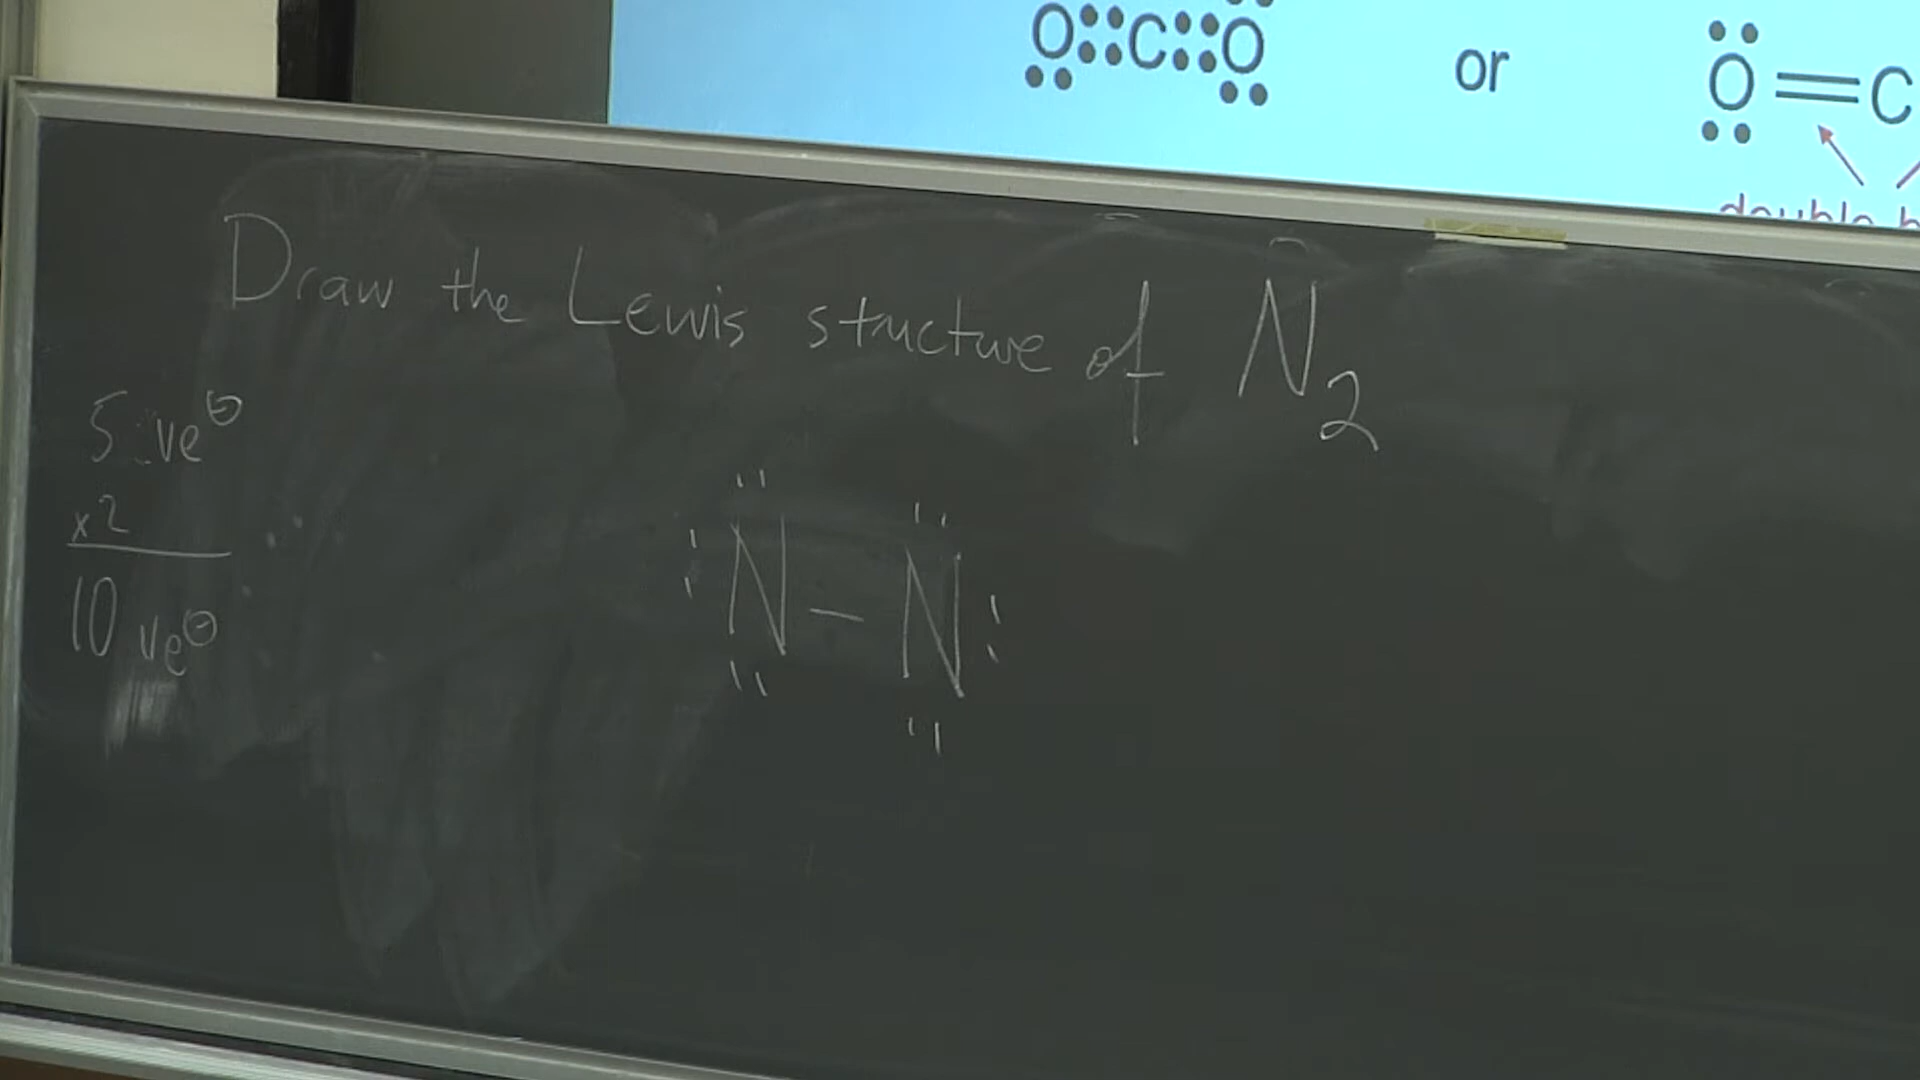 O::C::O or O=C
Draw the Lewis structure of N₂
5 ve⊖
x2
10 ve⊖
N – N